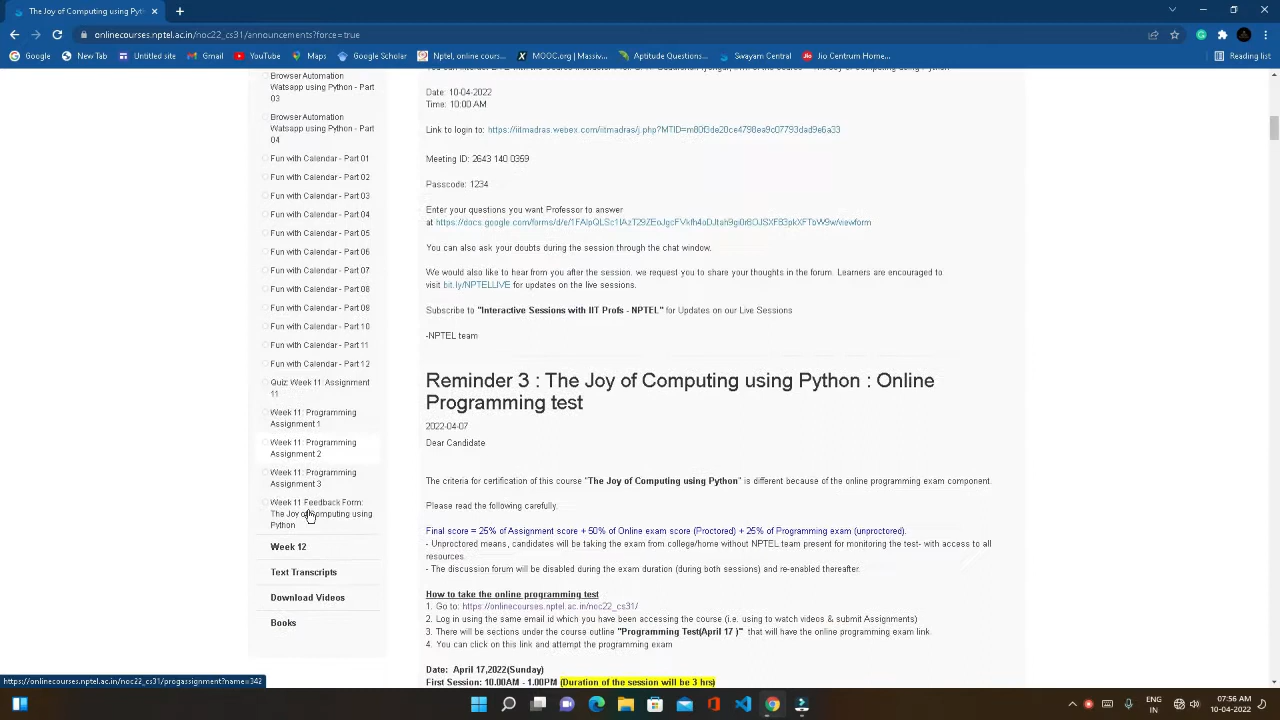 The Joy of Computing using Pyth
onlinecourses.nptel.ac.in/noc22_cs31/announcements?force=true
Google
New Tab
Untitled site
Gmail
YouTube
Maps
Google Scholar
Nptel, online cour...
MOOC.org | Massiv...
Aptitude Questions...
Swayam Central
Jio Centrum Home...
Reading list
Browser Automation
Watsapp using Python - Part
03
Browser Automation
Watsapp using Python - Part
04
Fun with Calendar - Part 01
Fun with Calendar - Part 02
Fun with Calendar - Part 03
Fun with Calendar - Part 04
Fun with Calendar - Part 05
Fun with Calendar - Part 06
Fun with Calendar - Part 07
Fun with Calendar - Part 08
Fun with Calendar - Part 09
Fun with Calendar - Part 10
Fun with Calendar - Part 11
Fun with Calendar - Part 12
Quiz: Week 11: Assignment
11
Week 11: Programming
Assignment 1
Week 11: Programming
Assignment 2
Week 11: Programming
Assignment 3
Week 11 Feedback Form:
The Joy of Computing using
Python
Week 12
Text Transcripts
Download Videos
Books
Date: 10-04-2022
Time: 10:00 AM
Link to login to:
Meeting ID: 2643 140 0359
Passcode: 1234
Enter your questions you want Professor to answer
at
You can also ask your doubts during the session through the chat window.
We would also like to hear from you after the session. we request you to share your thoughts in the forum. Learners are encouraged to
visit bit.ly/NPTELLIVE for updates on the live sessions.
Subscribe to "Interactive Sessions with IIT Profs - NPTEL" for Updates on our Live Sessions
-NPTEL team
Reminder 3 : The Joy of Computing using Python : Online
Programming test
2022-04-07
Dear Candidate
The criteria for certification of this course "The Joy of Computing using Python" is different because of the online programming exam component.
Please read the following carefully.
Final score = 25% of Assignment score + 50% of Online exam score (Proctored) + 25% of Programming exam (unproctored).
- Unproctored means, candidates will be taking the exam from college/home without NPTEL team present for monitoring the test- with access to all
resources.
- The discussion forum will be disabled during the exam duration (during both sessions) and re-enabled thereafter.
How to take the online programming test
1. Go to: https://onlinecourses.nptel.ac.in/noc22_cs31/
2. Log in using the same email id which you have been accessing the course (i.e. using to watch videos & submit Assignments)
3. There will be sections under the course outline "Programming Test(April 17 )" that will have the online programming exam link.
4. You can click on this link and attempt the programming exam
Date: April 17,2022(Sunday)
First Session: 10.00AM - 1.00PM (Duration of the session will be 3 hrs)
https://onlinecourses.nptel.ac.in/noc22_cs31/progassignment?name=342
ENG
IN
07:56 AM
10-04-2022